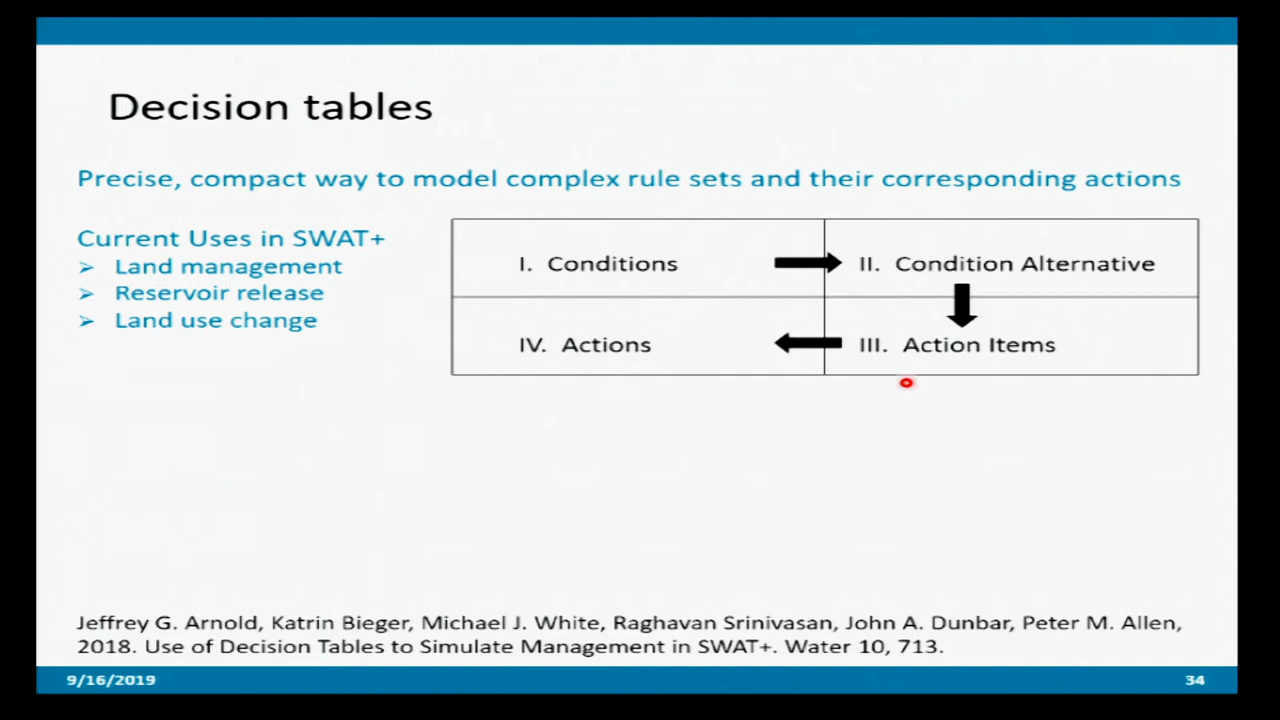 Decision tables
Precise, compact way to model complex rule sets and their corresponding actions
Current Uses in SWAT+
Land management
Reservoir release
Land use change
I. Conditions
II. Condition Alternative
IV. Actions
III. Action Items
Jeffrey G. Arnold, Katrin Bieger, Michael J. White, Raghavan Srinivasan, John A. Dunbar, Peter M. Allen,
2018. Use of Decision Tables to Simulate Management in SWAT+. Water 10, 713.
9/16/2019
34